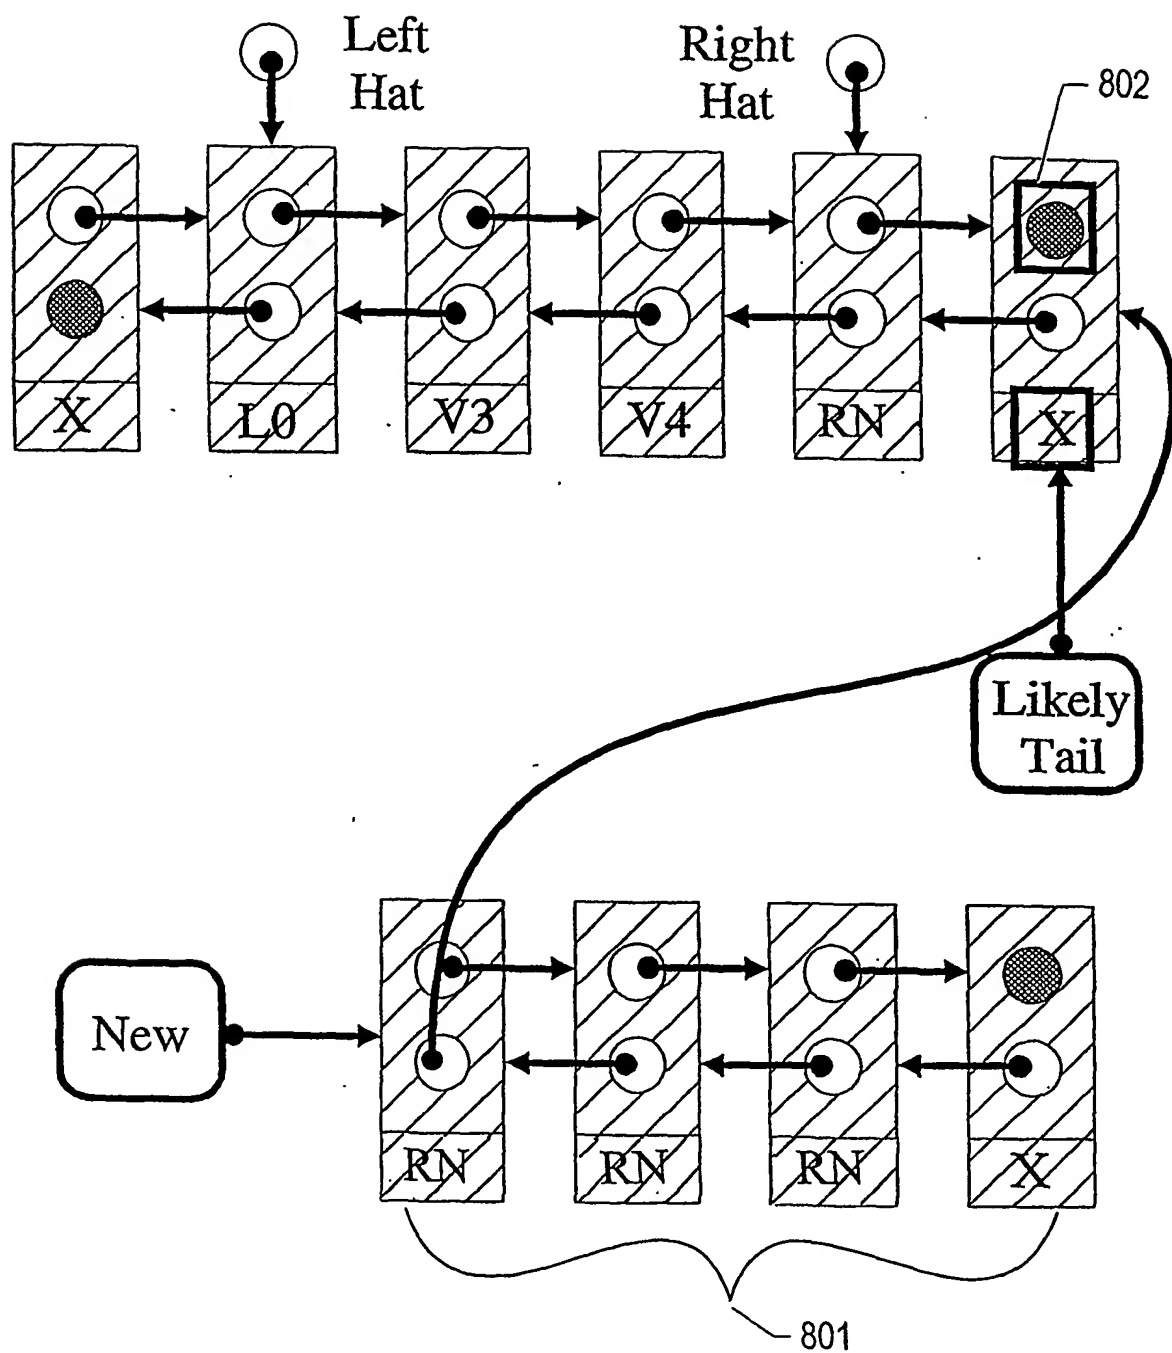 Left
Hat
Right
Hat
802
X
L0
V3
V4
RN
X
Likely
Tail
New
RN
RN
RN
X
801